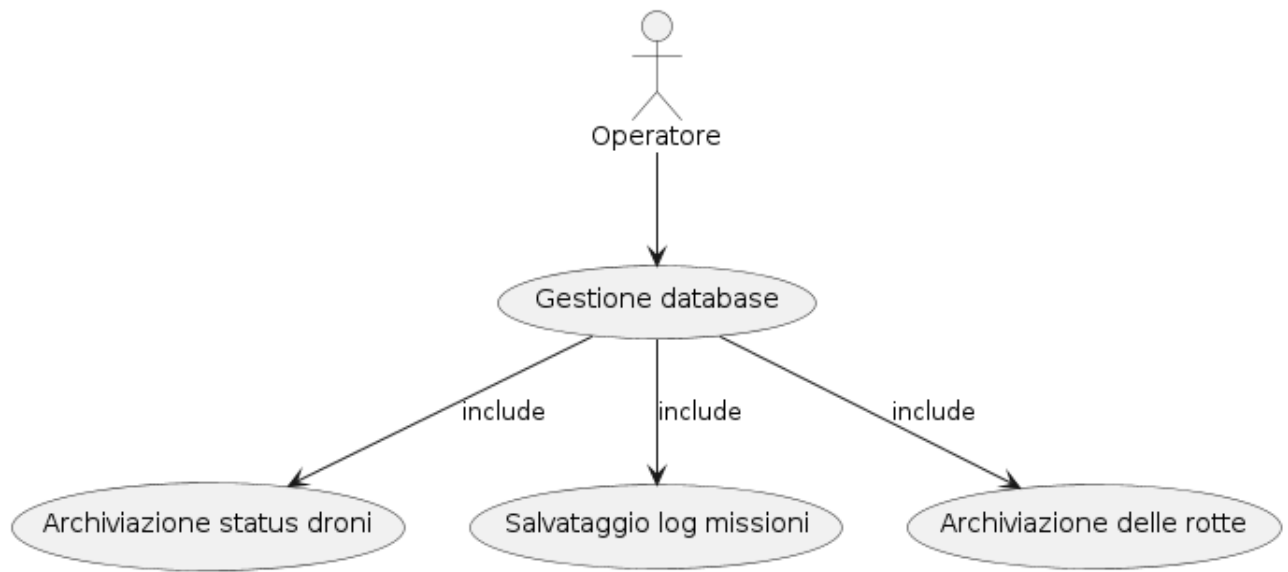 Operatore
Gestione database
include
include
include
Archiviazione status droni
Salvataggio log missioni
Archiviazione delle rotte